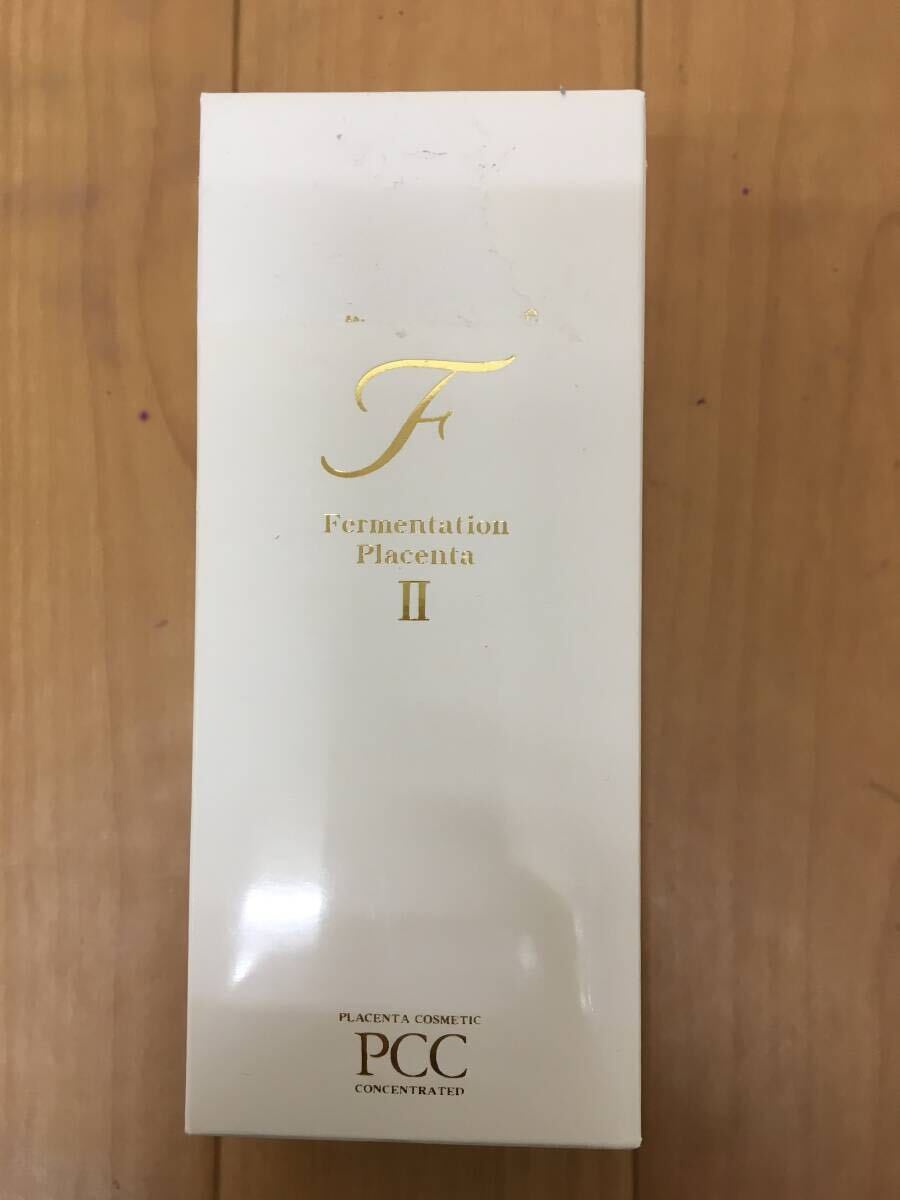 F
Fermentation
Placenta
II
PLACENTA COSMETIC
PCC
CONCENTRATED